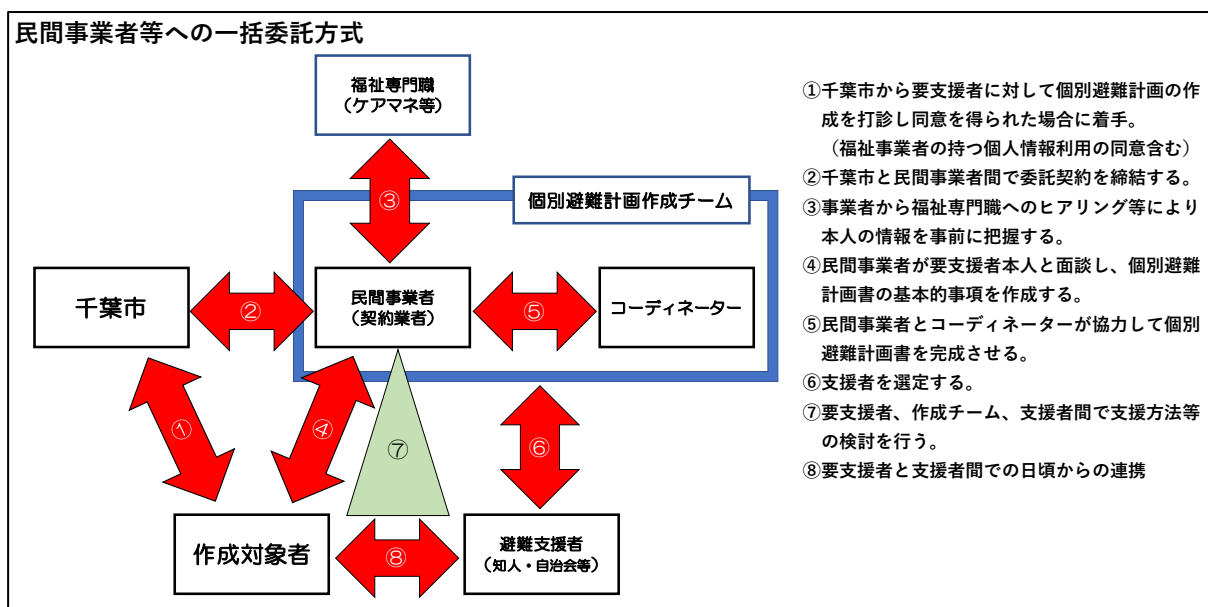 民間事業者等への一括委託方式
福祉専門職
（ケアマネ等）
③
個別避難計画作成チーム
千葉市
②
民間事業者
（契約業者）
⑤
コーディネーター
①
④
⑦
⑥
作成対象者
⑧
避難支援者
（知人・自治会等）
①千葉市から要支援者に対して個別避難計画の作
成を打診し同意を得られた場合に着手。
（福祉事業者の持つ個人情報利用の同意含む）
②千葉市と民間事業者間で委託契約を締結する。
③事業者から福祉専門職へのヒアリング等により
本人の情報を事前に把握する。
④民間事業者が要支援者本人と面談し、個別避難
計画書の基本的事項を作成する。
⑤民間事業者とコーディネーターが協力して個別
避難計画書を完成させる。
⑥支援者を選定する。
⑦要支援者、作成チーム、支援者間で支援方法等
の検討を行う。
⑧要支援者と支援者間での日頃からの連携